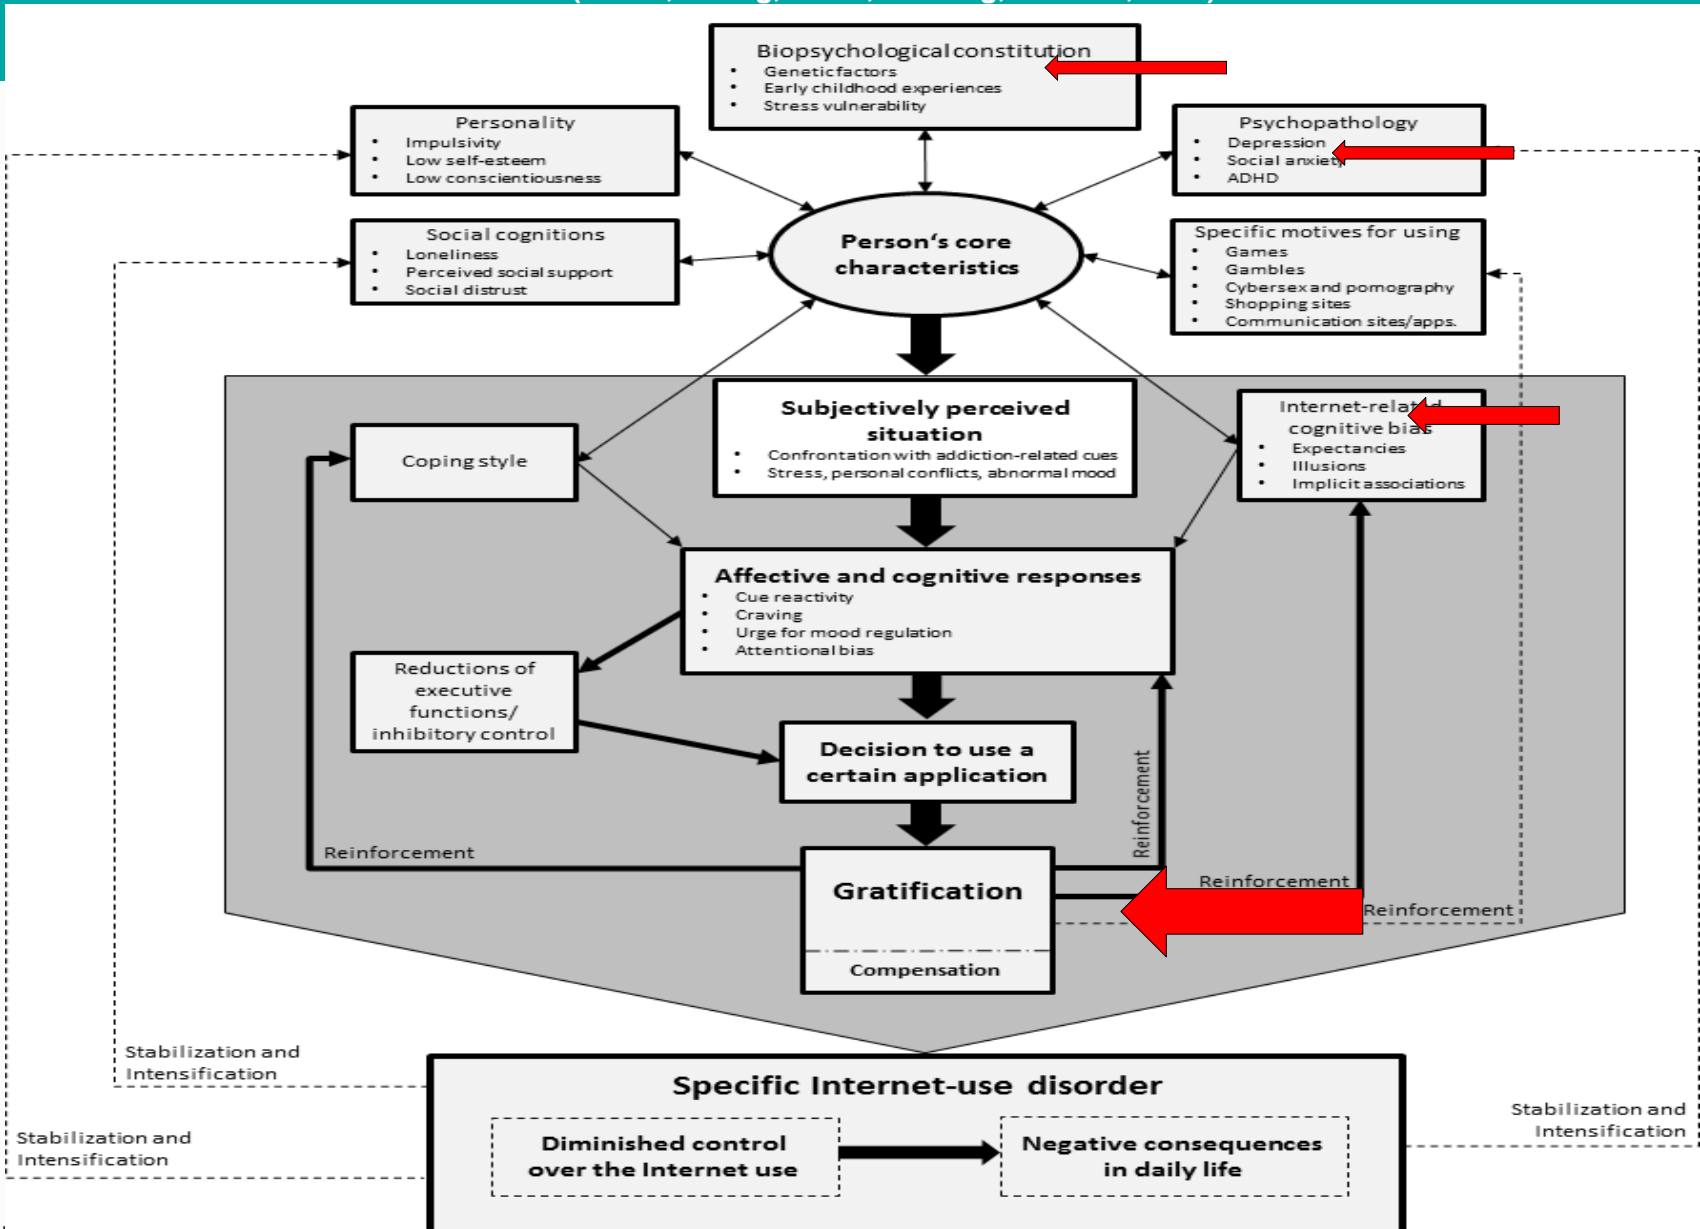 Biopsychological constitution
• Genetic factors
• Early childhood experiences
• Stress vulnerability
Personality
• Impulsivity
• Low self-esteem
• Low conscientiousness
Psychopathology
• Depression
• Social anxiety
• ADHD
Social cognitions
• Loneliness
• Perceived social support
• Social distrust
Person‘s core
characteristics
Specific motives for using
• Games
• Gambles
• Cybersex and pornography
• Shopping sites
• Communication sites/apps.
Subjectively perceived
situation
• Confrontation with addiction-related cues
• Stress, personal conflicts, abnormal mood
Coping style
Internet-related
cognitive bias
• Expectancies
• Illusions
• Implicit associations
Affective and cognitive responses
• Cue reactivity
• Craving
• Urge for mood regulation
• Attentional bias
Reductions of
executive
functions/
inhibitory control
Decision to use a
certain application
Reinforcement
Reinforcement
Gratification
Reinforcement
Reinforcement
Compensation
Stabilization and
Intensification
Stabilization and
Intensification
Specific Internet-use disorder
Diminished control
over the Internet use
Negative consequences
in daily life
Stabilization and
Intensification